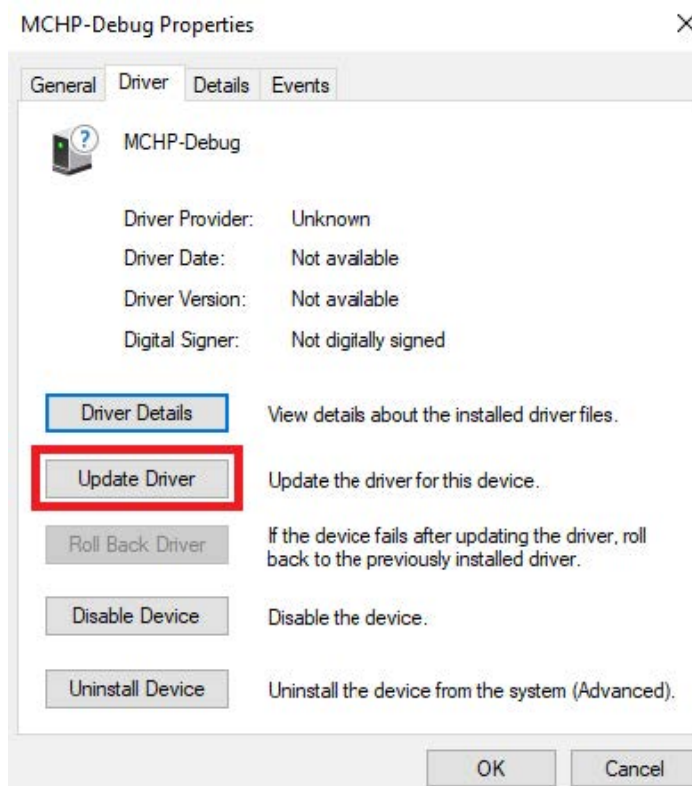 MCHP-Debug Properties
General Driver Details Events
MCHP-Debug
Driver Provider: Unknown
Driver Date: Not available
Driver Version: Not available
Digital Signer: Not digitally signed
Driver Details View details about the installed driver files.
Update Driver Update the driver for this device.
Roll Back Driver If the device fails after updating the driver, roll
back to the previously installed driver.
Disable Device Disable the device.
Uninstall Device Uninstall the device from the system (Advanced).
OK Cancel